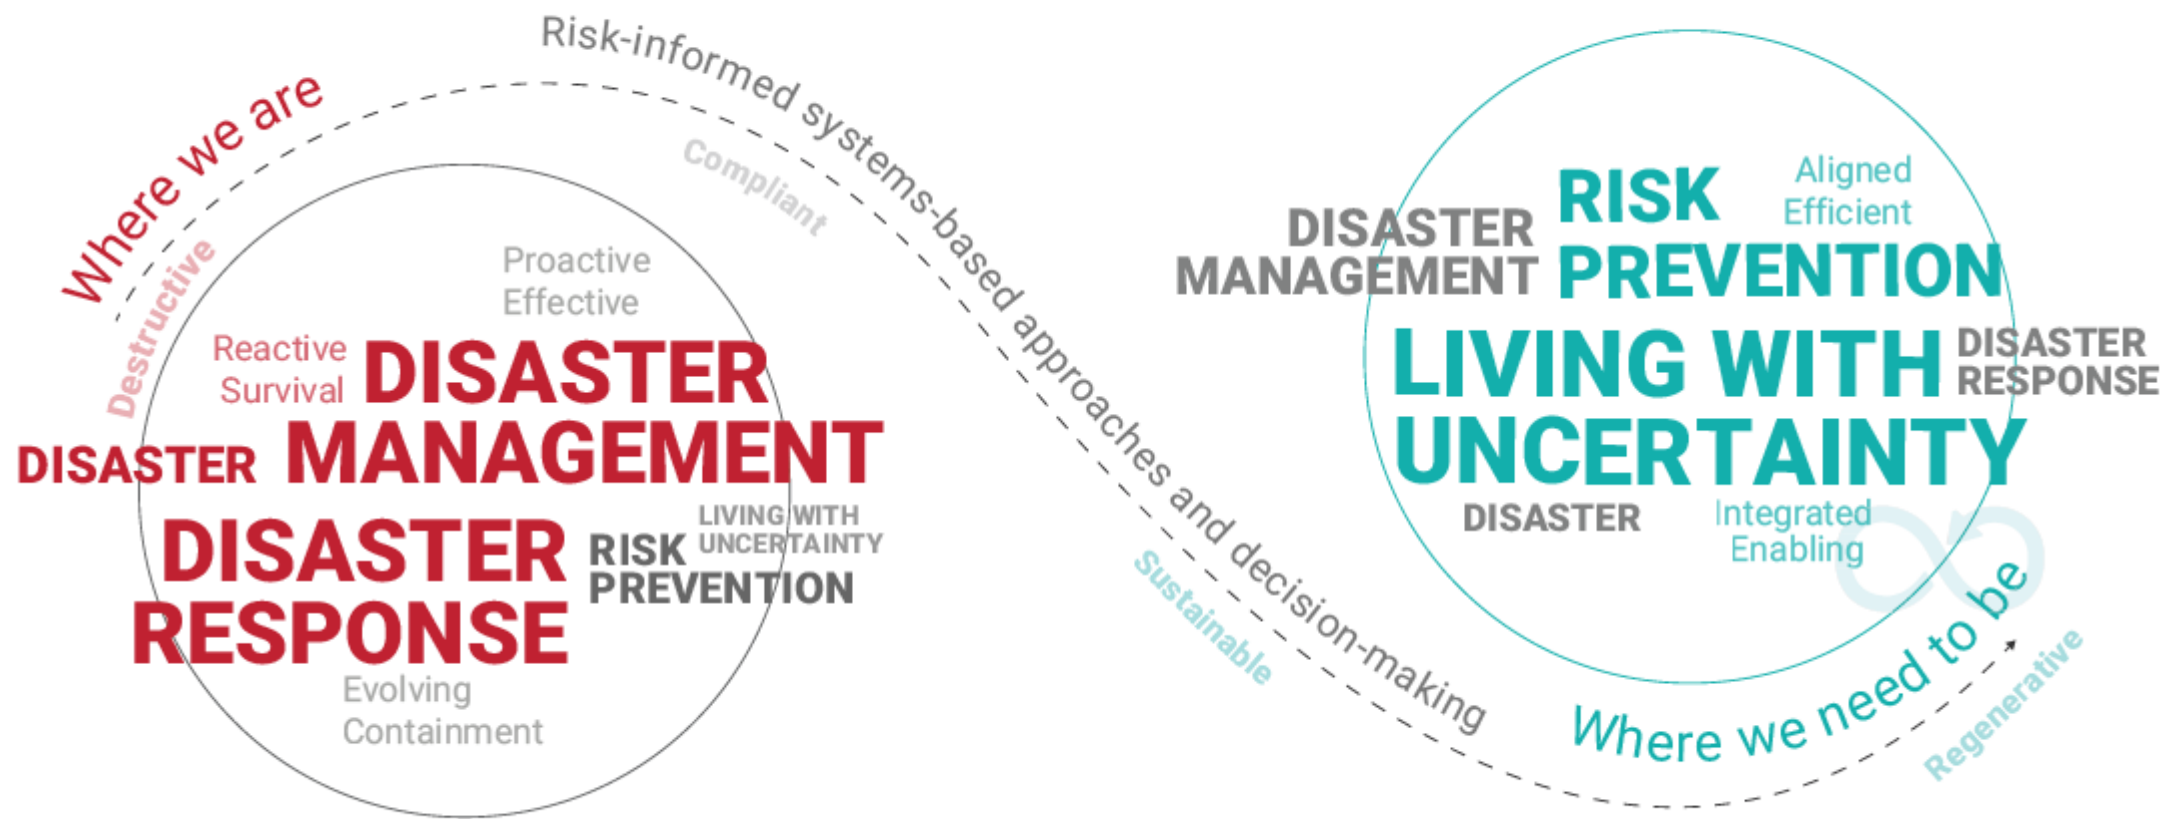 Where we are
Risk-informed systems-based approaches and decision-making
Destructive
Compliant
Proactive
Effective
Reactive
Survival
DISASTER
MANAGEMENT
DISASTER
DISASTER
RESPONSE
RISK
PREVENTION
LIVING WITH
UNCERTAINTY
Evolving
Containment
Sustainable
DISASTER
MANAGEMENT
RISK
PREVENTION
Aligned
Efficient
LIVING WITH
UNCERTAINTY
DISASTER
RESPONSE
DISASTER
Integrated
Enabling
Where we need to be
Regenerative